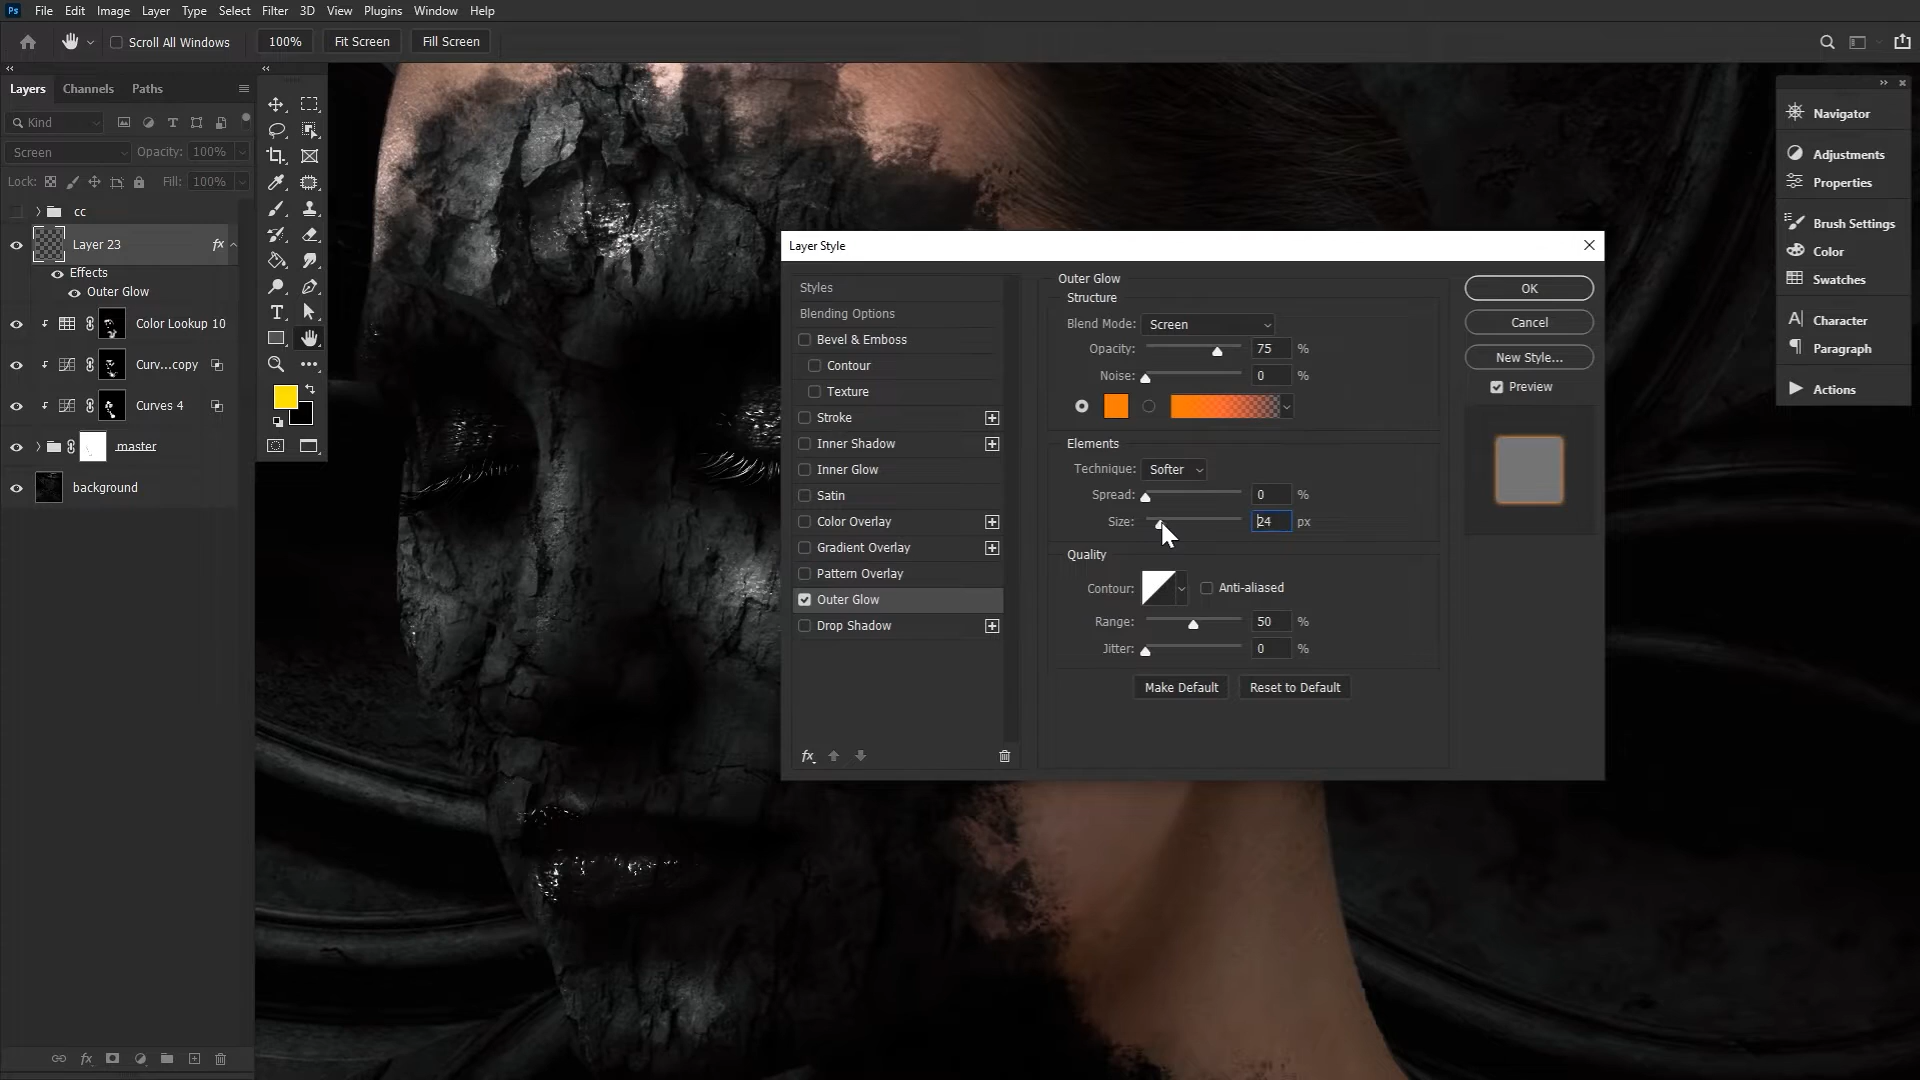 Ps File Edit Image Layer Type Select Filter 3D View Plugins Window Help
Scroll All Windows 100% Fit Screen Fill Screen
Layers Channels Paths
Kind
Screen Opacity: 100%
Lock: Fill: 100%
cc
Layer 23 fx
Effects
Outer Glow
Color Lookup 10
Curv...copy
Curves 4
master
background
fx
Layer Style
Styles
Blending Options
Bevel & Emboss
Contour
Texture
Stroke
Inner Shadow
Inner Glow
Satin
Color Overlay
Gradient Overlay
Pattern Overlay
Outer Glow
Drop Shadow
fx
Outer Glow
Structure
Blend Mode: Screen
Opacity: 75 %
Noise: 0 %
Elements
Technique: Softer
Spread: 0 %
Size: 24 px
Quality
Contour: Anti-aliased
Range: 50 %
Jitter: 0 %
Make Default Reset to Default
OK
Cancel
New Style...
Preview
Navigator
Adjustments
Properties
Brush Settings
Color
Swatches
Character
Paragraph
Actions